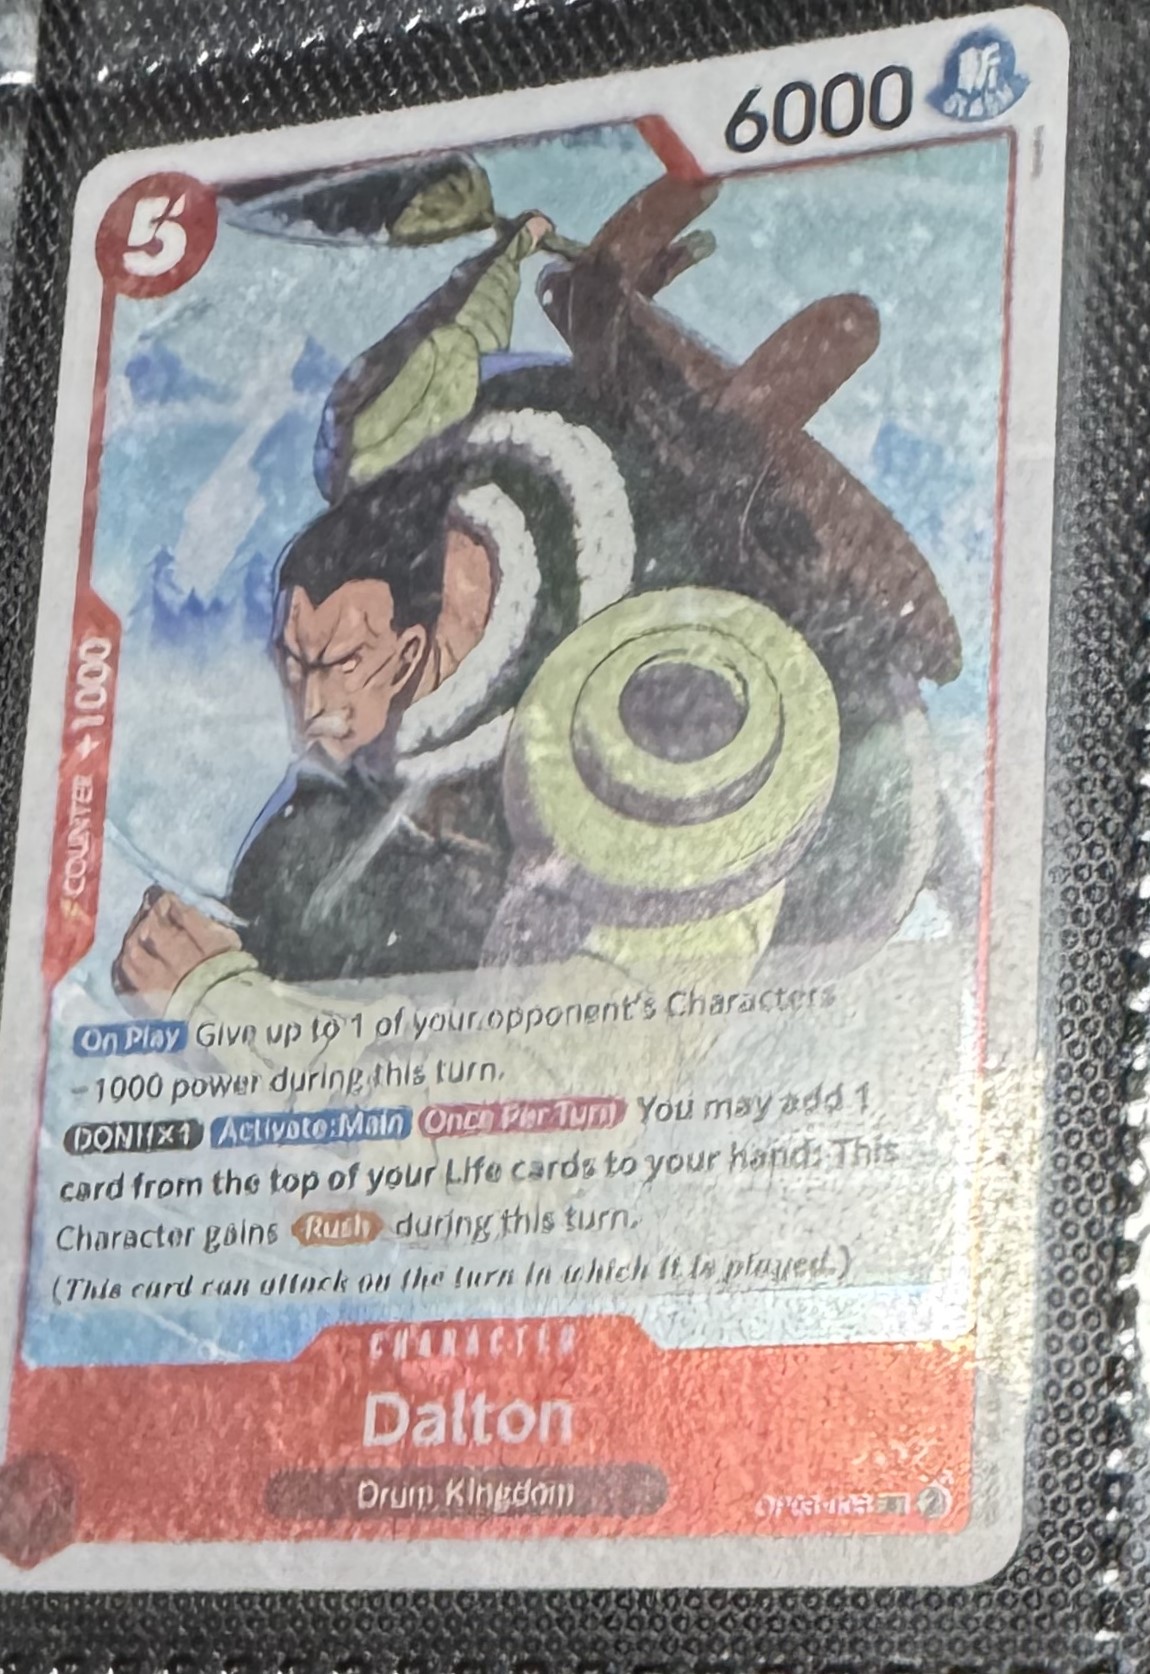 5
6000
斬
COUNTER +1000
On Play Give up to 1 of your opponent's Characters
−1000 power during this turn.
DON!!×1 Activate:Main Once Per Turn You may add 1
card from the top of your Life cards to your hand: This
Character gains Rush during this turn.
(This card can attack on the turn in which it is played.)
CHARACTER
Dalton
Drum Kingdom